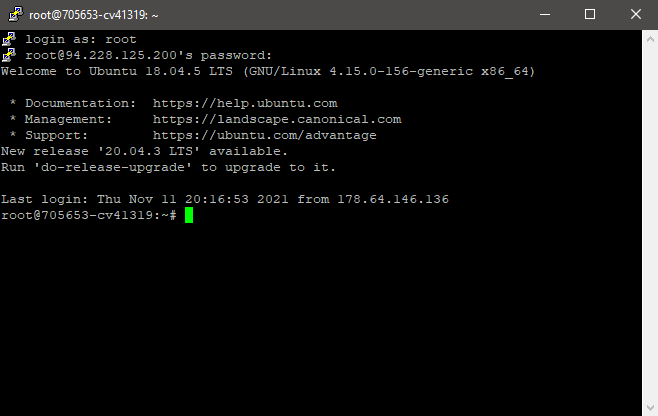 root@705653-cv41319: ~
login as: root
root@94.228.125.200's password:
Welcome to Ubuntu 18.04.5 LTS (GNU/Linux 4.15.0-156-generic x86_64)
* Documentation:  https://help.ubuntu.com
* Management:     https://landscape.canonical.com
* Support:        https://ubuntu.com/advantage
New release '20.04.3 LTS' available.
Run 'do-release-upgrade' to upgrade to it.
Last login: Thu Nov 11 20:16:53 2021 from 178.64.146.136
root@705653-cv41319:~#